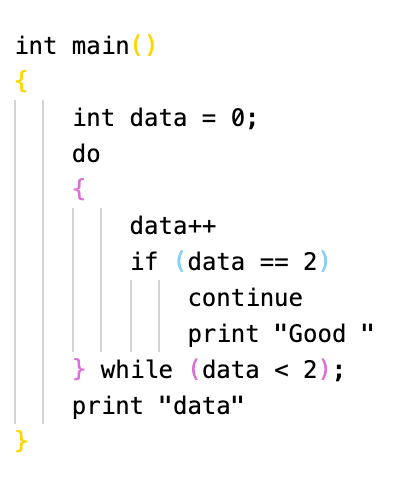 int main()
{
    int data = 0;
    do
    {
        data++
        if (data == 2)
            continue
            print "Good "
    } while (data < 2);
    print "data"
}